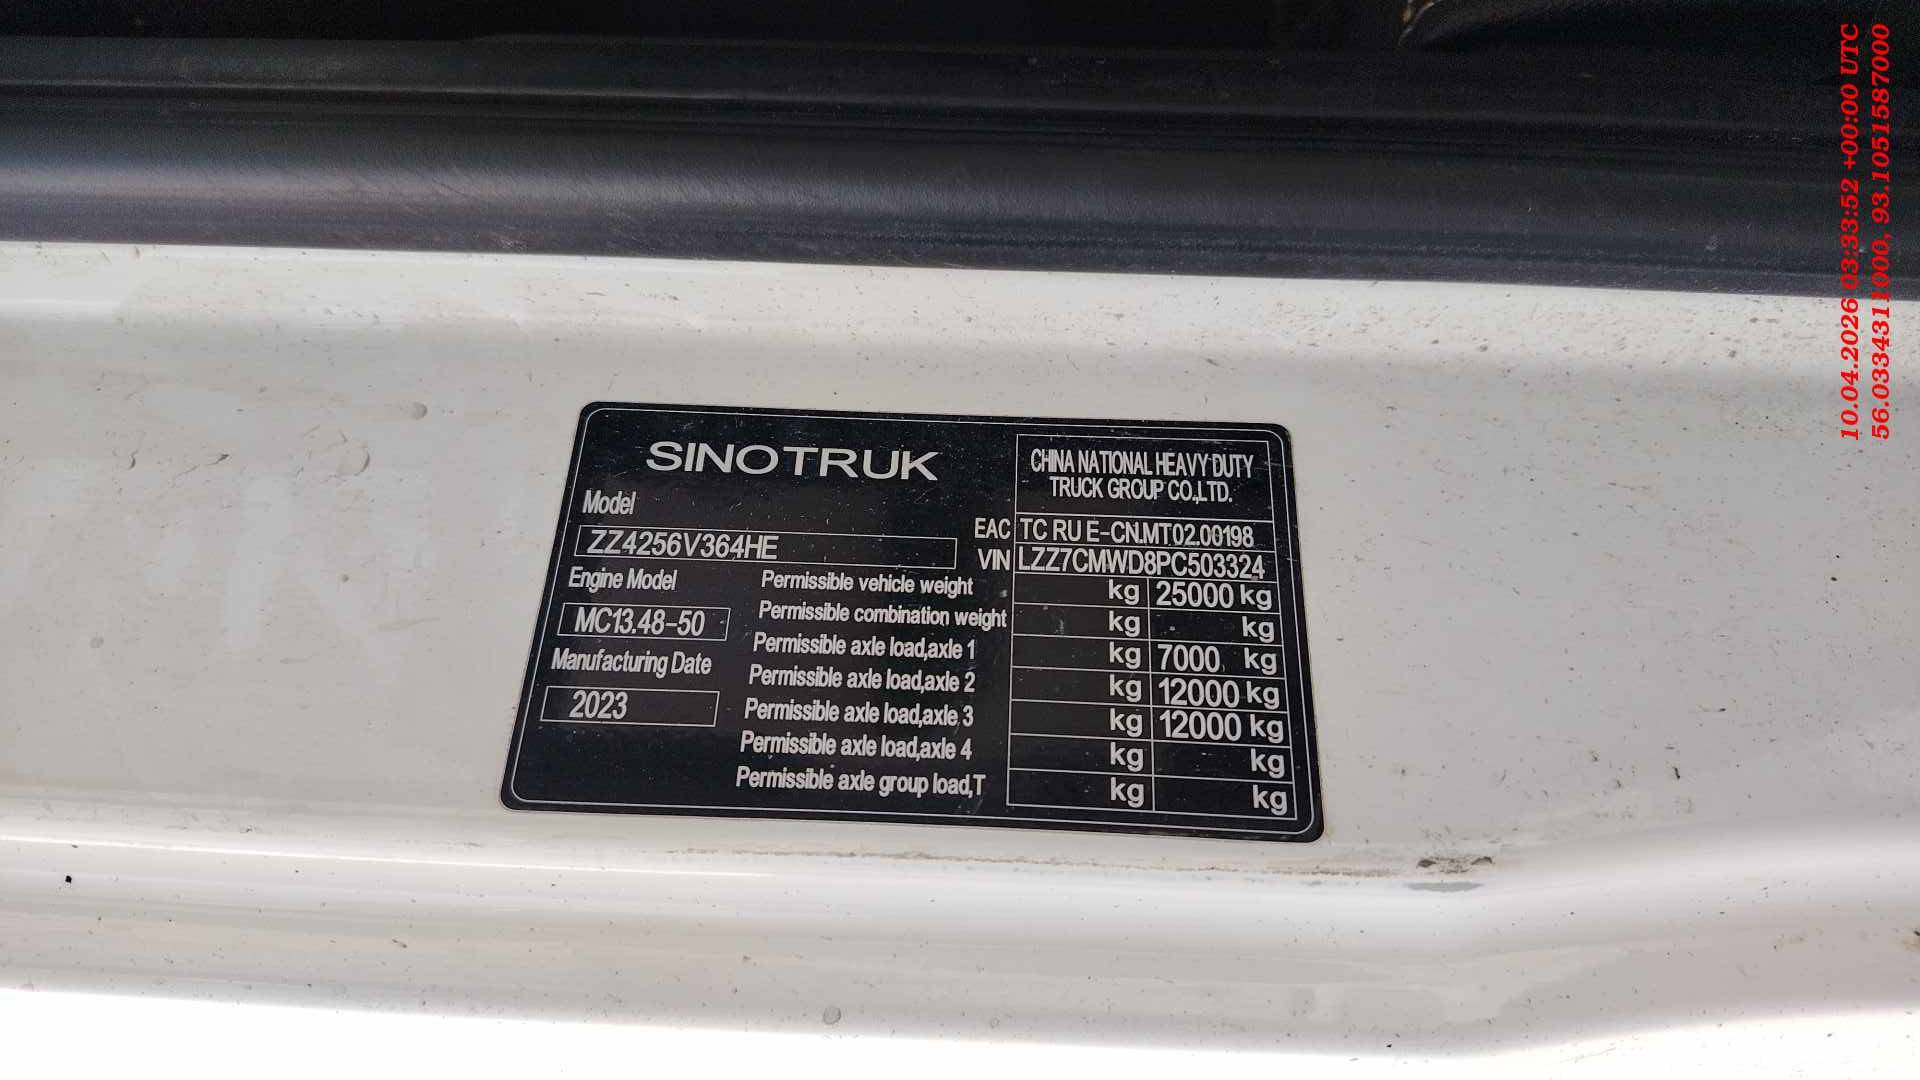 SINOTRUK
CHINA NATIONAL HEAVY DUTY
TRUCK GROUP CO.,LTD.
Model
ZZ4256V364HE
EAC TC RU E-CN.MT02.00198
VIN LZZ7CMWD8PC503324
Engine Model
MC13.48-50
Manufacturing Date
2023
Permissible vehicle weight kg 25000 kg
Permissible combination weight kg kg
Permissible axle load,axle 1 kg 7000 kg
Permissible axle load,axle 2 kg 12000 kg
Permissible axle load,axle 3 kg 12000 kg
Permissible axle load,axle 4 kg kg
Permissible axle group load,T kg kg
10.04.2026 03:33:52 +00:00 UTC
56.0334311000, 93.1051587000